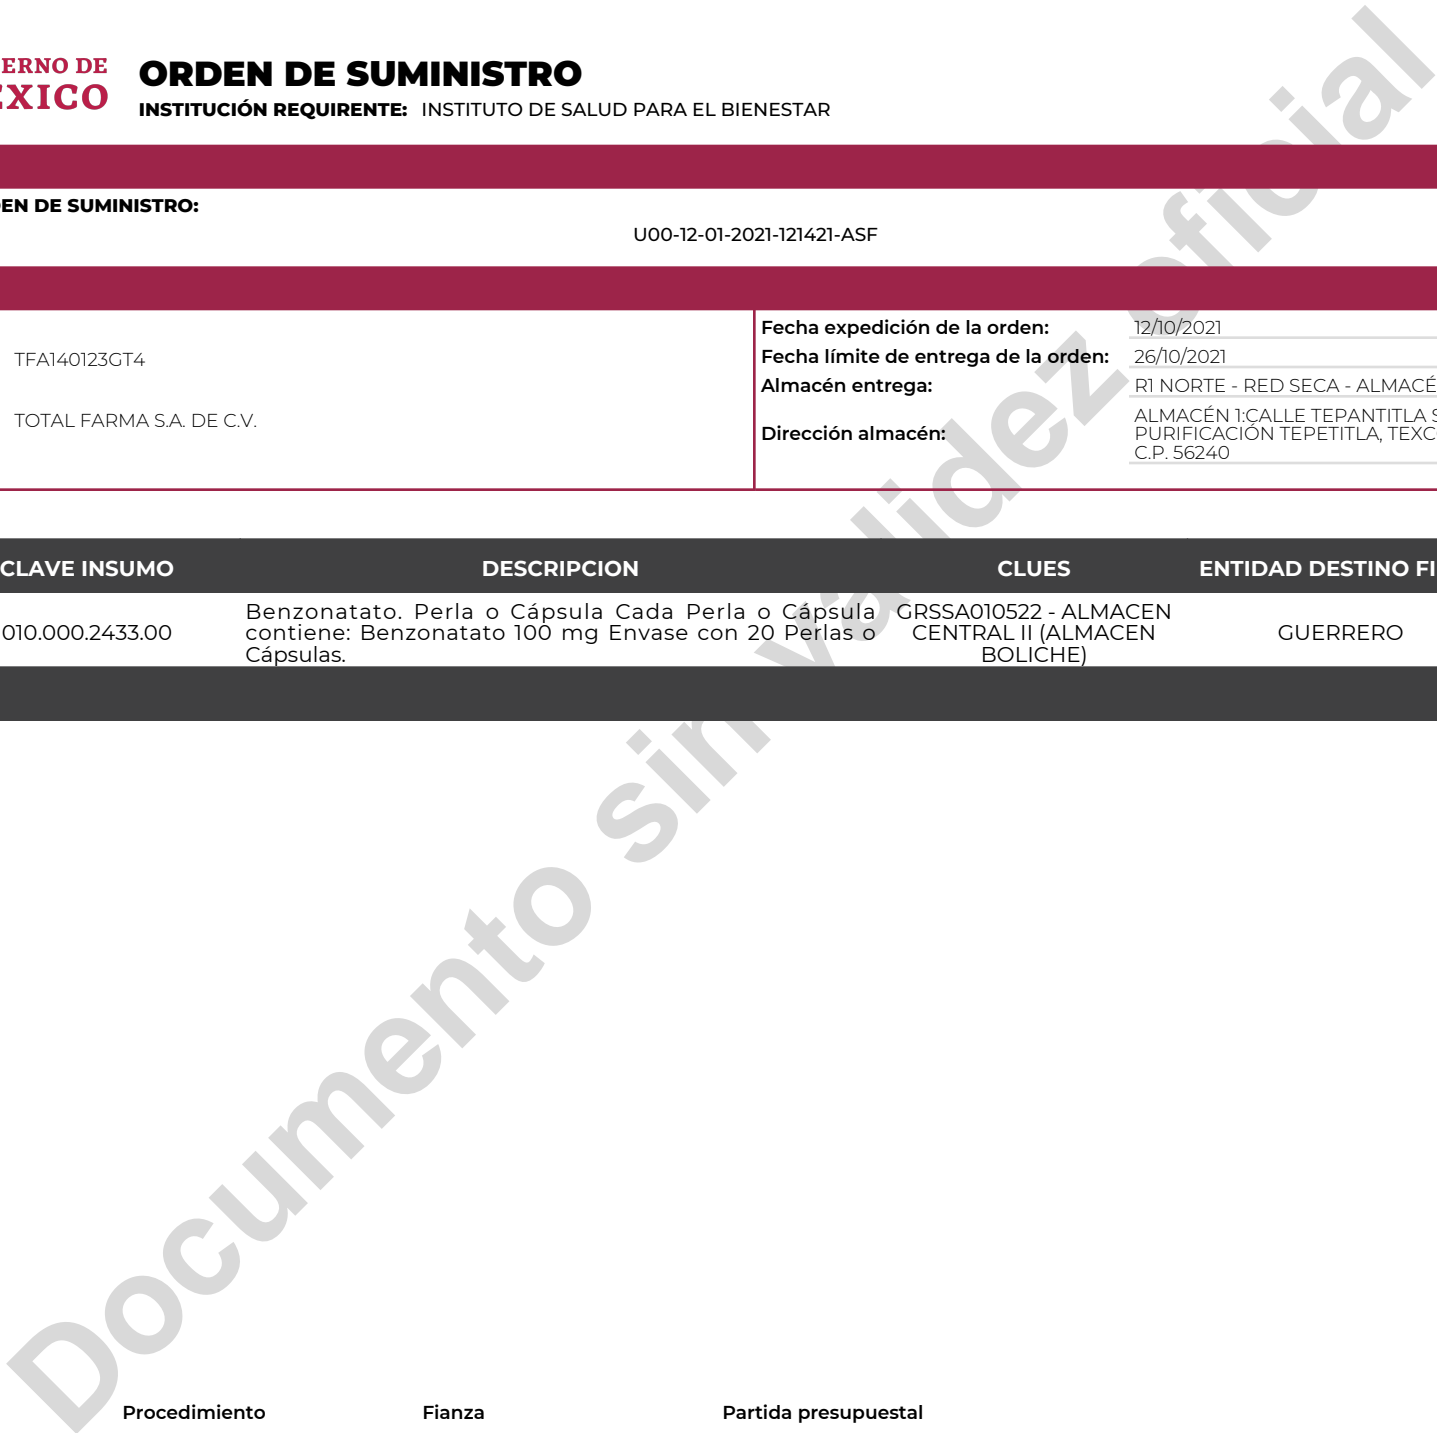 ERNO DE
ÉXICO
ORDEN DE SUMINISTRO
INSTITUCIÓN REQUIRENTE: INSTITUTO DE SALUD PARA EL BIENESTAR
EN DE SUMINISTRO:
U00-12-01-2021-121421-ASF
TFA140123GT4
TOTAL FARMA S.A. DE C.V.
Fecha expedición de la orden: 12/10/2021
Fecha límite de entrega de la orden: 26/10/2021
Almacén entrega: R1 NORTE - RED SECA - ALMACÉ
Dirección almacén: ALMACÉN 1:CALLE TEPANTITLA S
PURIFICACIÓN TEPETITLA, TEXC
C.P. 56240
CLAVE INSUMO DESCRIPCION CLUES ENTIDAD DESTINO FI
010.000.2433.00
Benzonatato. Perla o Cápsula Cada Perla o Cápsula
contiene: Benzonatato 100 mg Envase con 20 Perlas o
Cápsulas.
GRSSA010522 - ALMACEN
CENTRAL II (ALMACEN
BOLICHE)
GUERRERO
Documento sin validez oficial
Procedimiento Fianza Partida presupuestal